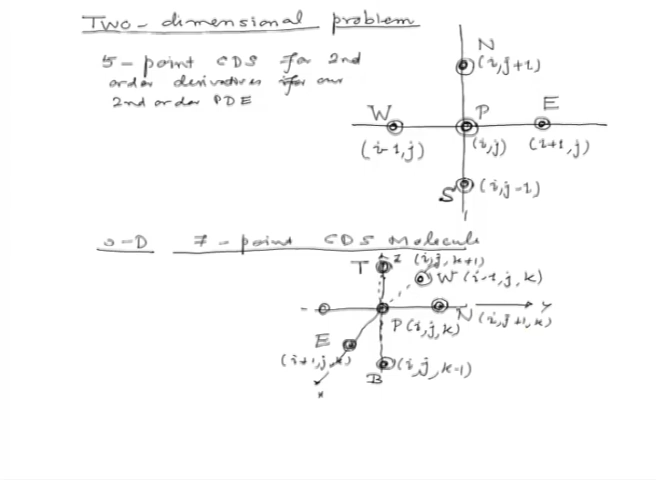 Two-dimensional problem
5-point CDS for 2nd
order derivatives for our
2nd order PDE
N
(i,j+1)
W
P
E
(i-1,j)
(i,j)
(i+1,j)
S
(i,j-1)
3-D 7-point CDS Molecule
T
z
(i,j,k+1)
W (i-1,j,k)
P(i,j,k)
N (i,j+1,k)
y
E
(i+1,j,k)
x
B
(i,j,k-1)